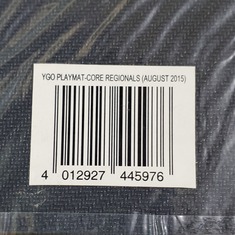 YGO PLAYMAT-CORE REGIONALS (AUGUST 2015)
4 012927 445976